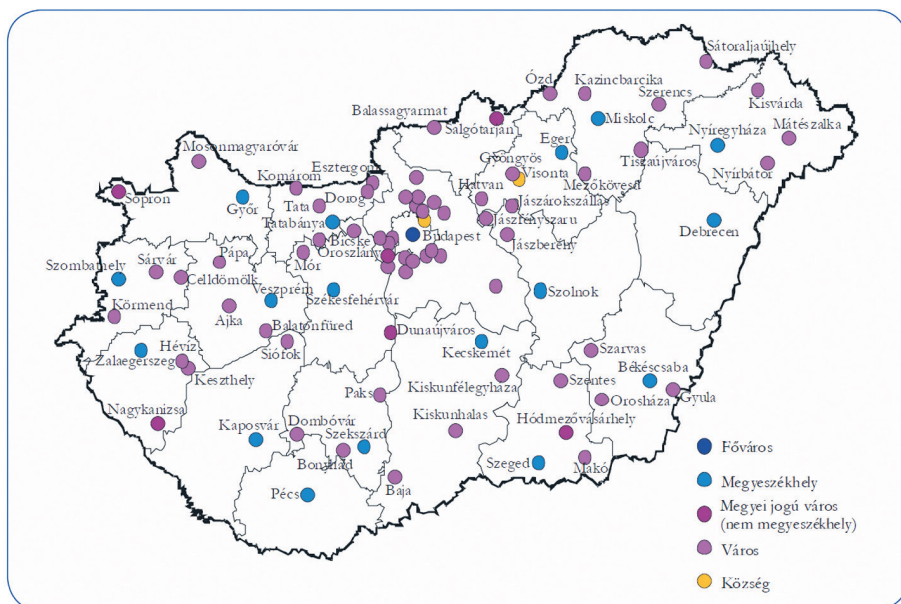 Sátoraljaújhely
Ózd
Kazincbarcika
Szerencs
Kisvárda
Balassagyarmat
Salgótarján
Miskolc
Mátészalka
Eger
Nyíregyháza
Mosonmagyaróvár
Gyöngyös
Tiszaújváros
Esztergom
Visonta
Komárom
Hatvan
Mezőkövesd
Nyírbátor
Sopron
Dorog
Győr
Tata
Jászárokszállás
Tatabánya
Jászfényszaru
Debrecen
Bicske
Budapest
Oroszlány
Jászberény
Pápa
Mór
Sárvár
Szombathely
Celldömölk
Veszprém
Székesfehérvár
Szolnok
Körmend
Ajka
Balatonfüred
Dunaújváros
Hévíz
Siófok
Kecskemét
Szarvas
Zalaegerszeg
Békéscsaba
Keszthely
Kiskunfélegyháza
Szentes
Paks
Gyula
Orosháza
Nagykanizsa
Kiskunhalas
Hódmezővásárhely
Kaposvár
Dombóvár
Szekszárd
Bonyhád
Szeged
Makó
Baja
Pécs
Főváros
Megyeszékhely
Megyei jogú város
(nem megyeszékhely)
Város
Község